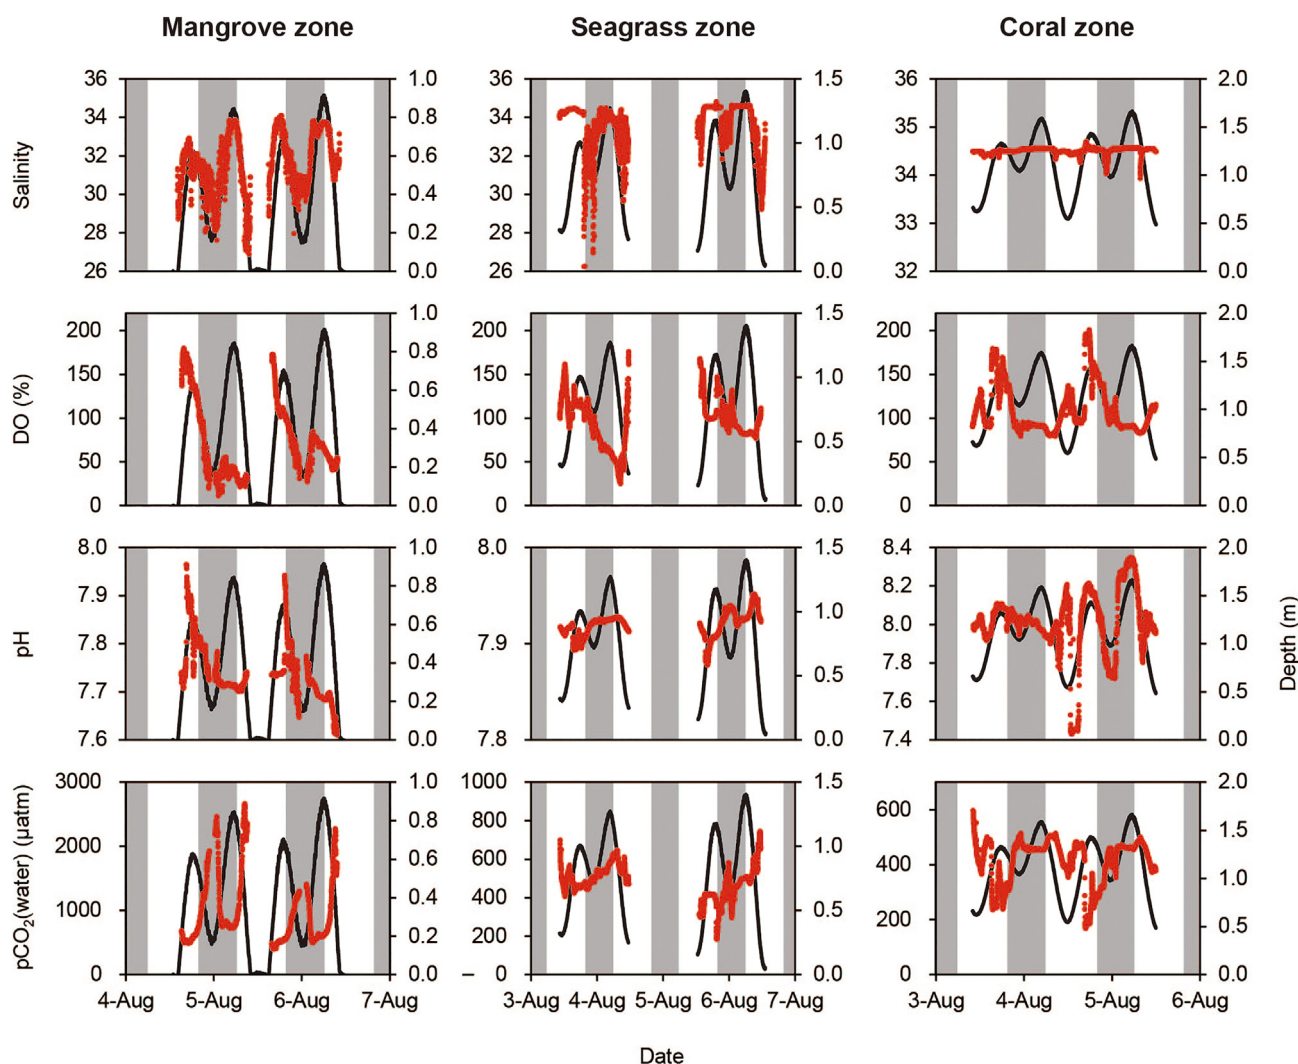 Mangrove zone Seagrass zone Coral zone
36 1.0 36 1.5 36 2.0
34 0.8 34 35 1.5
32 0.6 32 1.0 34 1.0
30 0.4 30 0.5 33 0.5
28 0.2 28
26 0.0 26 0.0 32 0.0
Salinity
200 1.0 200 1.5 200 2.0
150 0.8 150 1.0 150 1.5
100 0.6 100 100 1.0
50 0.4 50 0.5 50 0.5
0.2
0 0.0 0 0.0 0 0.0
DO (%)
8.0 1.0 8.0 1.5 8.4 2.0
7.9 0.8 8.2 1.5
7.8 0.6 7.9 1.0 8.0 1.0
7.7 0.4 0.5 7.8 0.5
0.2 7.6
7.6 0.0 7.8 0.0 7.4 0.0
pH
Depth (m)
3000 1.0 1000 1.5 600 2.0
2000 0.8 800 1.0 400 1.5
1000 0.6 600 200 1.0
0.4 400 0.5 0.5
0.2 200
0 0.0 0 0.0 0 0.0
pCO₂(water) (µatm)
4-Aug 5-Aug 6-Aug 7-Aug 3-Aug 4-Aug 5-Aug 6-Aug 7-Aug 3-Aug 4-Aug 5-Aug 6-Aug
Date